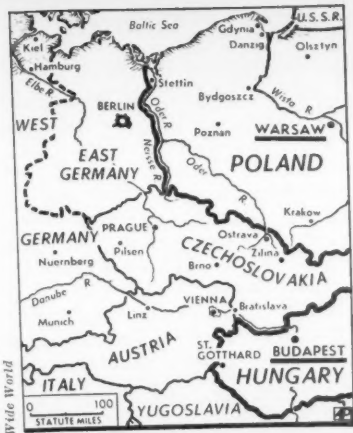 Baltic Sea
U.S.S.R.
Gdynia
Danzig
Olsztyn
Kiel
Hamburg
Elbe R.
Stettin
Bydgoszcz
Wista R.
BERLIN
Oder R.
WEST
Poznan
WARSAW
EAST
GERMANY
Neisse R.
Oder R.
POLAND
Krakow
GERMANY
PRAGUE
Ostrava
Zilina
Pilsen
CZECHOSLOVAKIA
Nuernberg
Brno
Danube R.
Munich
Linz
VIENNA
Bratislava
AUSTRIA
ST.
GOTTHARD
BUDAPEST
HUNGARY
ITALY
YUGOSLAVIA
0 100
STATUTE MILES
AP
Wide World